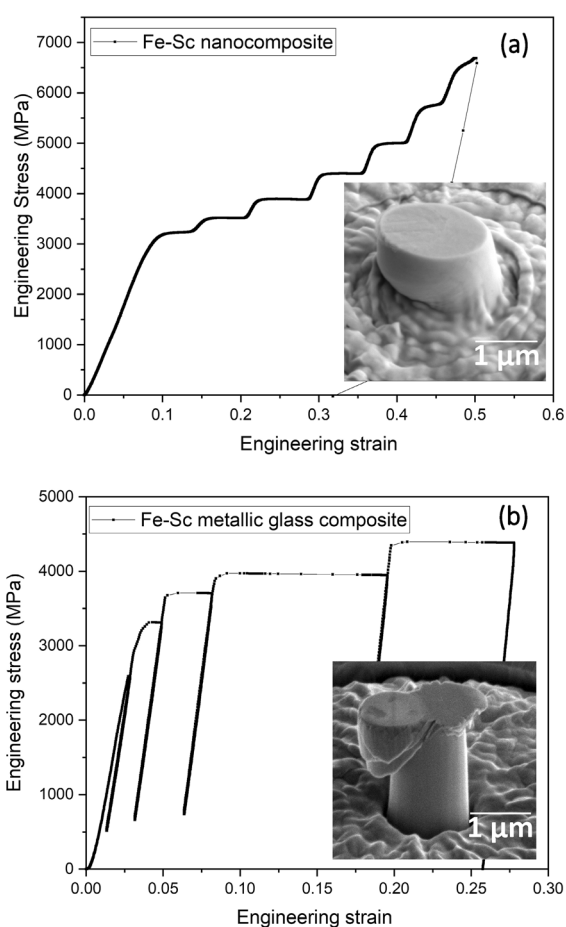 Fe-Sc nanocomposite
(a)
7000
6000
5000
4000
3000
2000
1000
0
Engineering Stress (MPa)
1 μm
0.0 0.1 0.2 0.3 0.4 0.5 0.6
Engineering strain
5000
Fe-Sc metallic glass composite
(b)
4000
3000
2000
1000
0
Engineering stress (MPa)
1 μm
0.00 0.05 0.10 0.15 0.20 0.25 0.30
Engineering strain